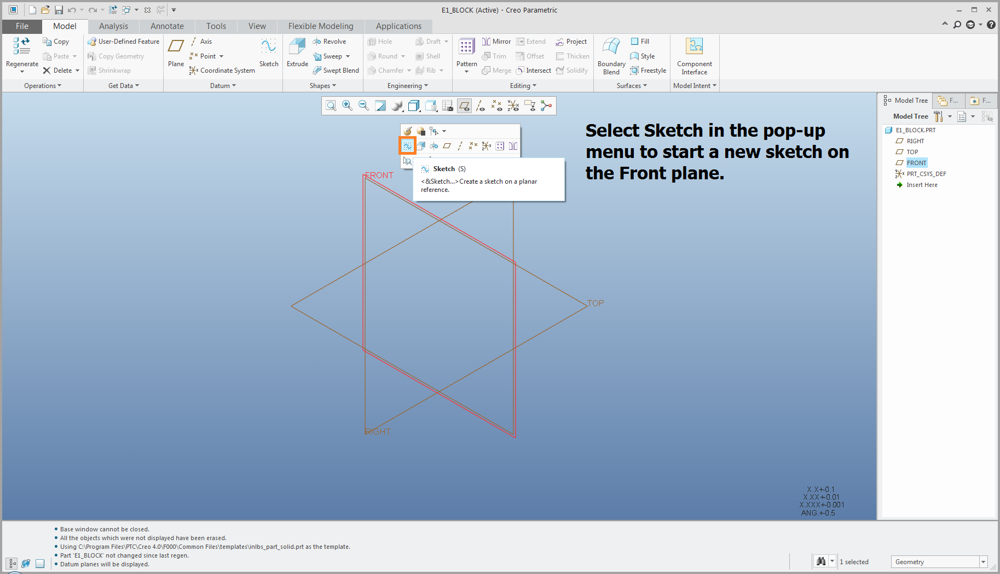 E1_BLOCK (Active) - Creo Parametric
File Model Analysis Annotate Tools View Flexible Modeling Applications
Regenerate
Copy
Paste
Delete
Operations
User-Defined Feature
Copy Geometry
Shrinkwrap
Get Data
Plane
Axis
Point
Coordinate System
Sketch
Datum
Extrude
Revolve
Sweep
Swept Blend
Shapes
Hole
Round
Chamfer
Draft
Shell
Rib
Engineering
Pattern
Mirror
Trim
Merge
Extend
Offset
Intersect
Project
Thicken
Solidify
Editing
Boundary
Blend
Fill
Style
Freestyle
Surfaces
Component
Interface
Model Intent
Select Sketch in the pop-up
menu to start a new sketch on
the Front plane.
Sketch (S)
<&Sketch...>Create a sketch on a planar
reference.
FRONT
TOP
RIGHT
X.X+-0.1
X.XX+-0.01
X.XXX+-0.001
ANG.+-0.5
Model Tree F... F...
Model Tree
E1_BLOCK.PRT
RIGHT
TOP
FRONT
PRT_CSYS_DEF
Insert Here
Base window cannot be closed.
All the objects which were not displayed have been erased.
Using C:\Program Files\PTC\Creo 4.0\F000\Common Files\templates\inlbs_part_solid.prt as the template.
Part 'E1_BLOCK' not changed since last regen.
Datum planes will be displayed.
1 selected
Geometry